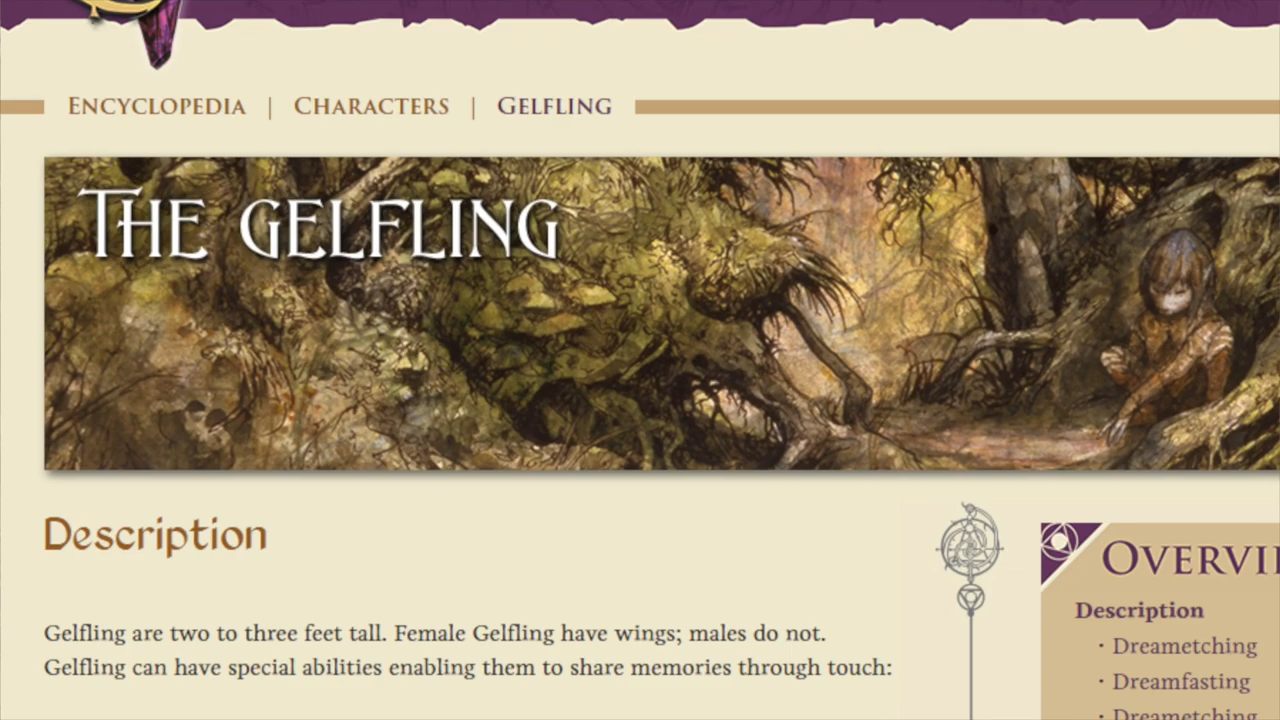 Encyclopedia | Characters | Gelfling
The Gelfling
Description
Gelfling are two to three feet tall. Female Gelfling have wings; males do not.
Gelfling can have special abilities enabling them to share memories through touch:
Description
· Dreametching
· Dreamfasting
· Dreametching